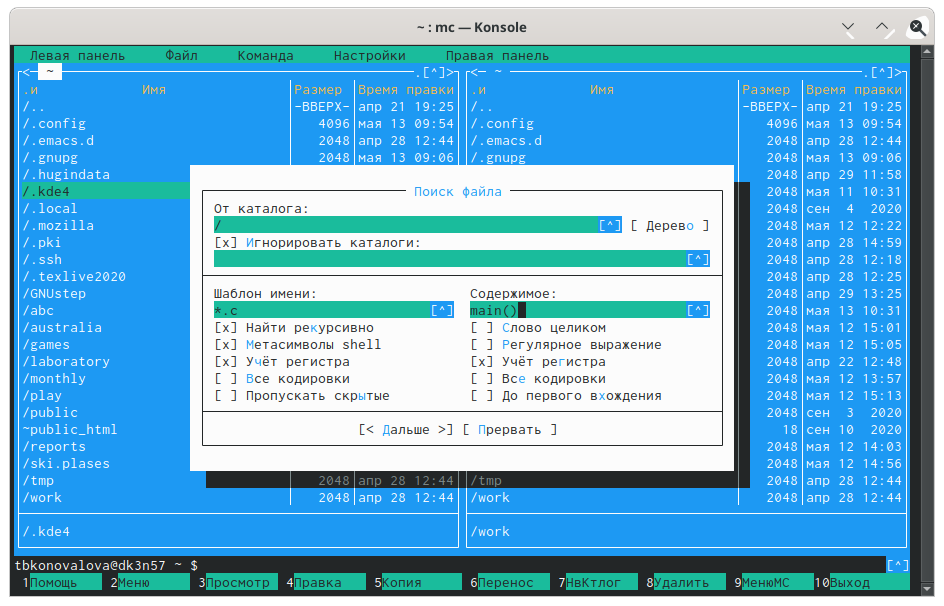 ~ : mc — Konsole
Левая панель Файл Команда Настройки Правая панель
<— ~ —.[^]> <— ~ —.[^]>
.и Имя Размер Время правки .и Имя Размер Время правки
/.. -ВВЕРХ- апр 21 19:25 /.. -ВВЕРХ- апр 21 19:25
/.config 4096 мая 13 09:54 /.config 4096 мая 13 09:54
/.emacs.d 2048 апр 28 12:44 /.emacs.d 2048 апр 28 12:44
/.gnupg 2048 мая 13 09:06 /.gnupg 2048 мая 13 09:06
/.hugindata 2048 апр 29 11:58
/.kde4 Поиск файла 2048 мая 11 10:31
/.local От каталога: 2048 сен 4 2020
/.mozilla / [^] [ Дерево ] 2048 мая 12 12:22
/.pki [x] Игнорировать каталоги: 2048 апр 28 14:59
/.ssh [^] 2048 апр 28 12:18
/.texlive2020 2048 апр 28 12:25
/GNUstep Шаблон имени: Содержимое: 2048 апр 29 13:25
/abc *.c [^] main() [^] 2048 мая 13 10:31
/australia [x] Найти рекурсивно [ ] Слово целиком 2048 мая 12 15:01
/games [x] Метасимволы shell [ ] Регулярное выражение 2048 мая 12 15:05
/laboratory [x] Учёт регистра [x] Учёт регистра 2048 апр 22 12:48
/monthly [ ] Все кодировки [ ] Все кодировки 2048 мая 12 13:57
/play [ ] Пропускать скрытые [ ] До первого вхождения 2048 мая 12 15:13
/public 2048 сен 3 2020
~public_html [< Дальше >] [ Прервать ] 18 сен 10 2020
/reports 2048 мая 12 14:03
/ski.plases 2048 мая 12 14:56
/tmp 2048 апр 28 12:44 /tmp 2048 апр 28 12:44
/work 2048 апр 28 12:44 /work 2048 апр 28 12:44
/.kde4 /work
tbkonovalova@dk3n57 ~ $ [^]
1Помощь 2Меню 3Просмотр 4Правка 5Копия 6Перенос 7НвКтлог 8Удалить 9МенюМС 10Выход